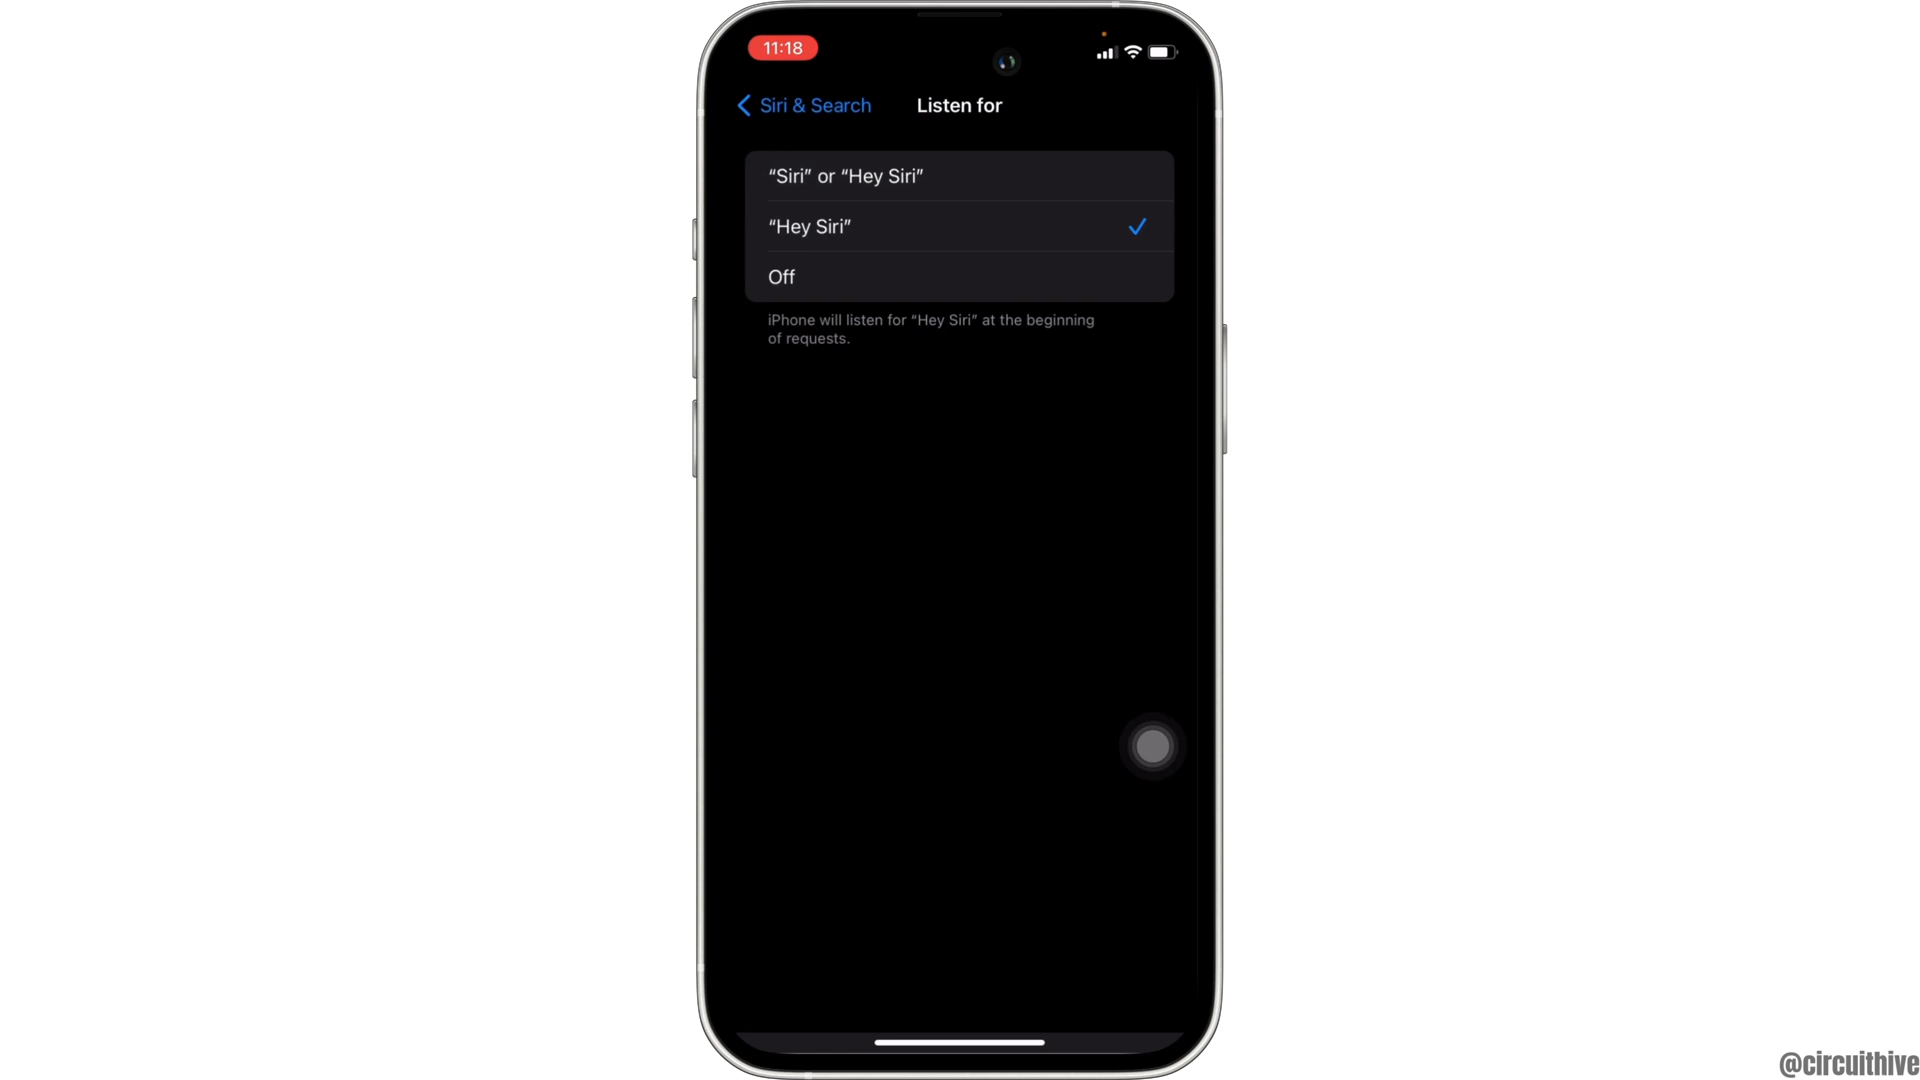 11:18
Siri & Search
Listen for
“Siri” or “Hey Siri”
“Hey Siri”
Off
iPhone will listen for “Hey Siri” at the beginning
of requests.
@circuithive